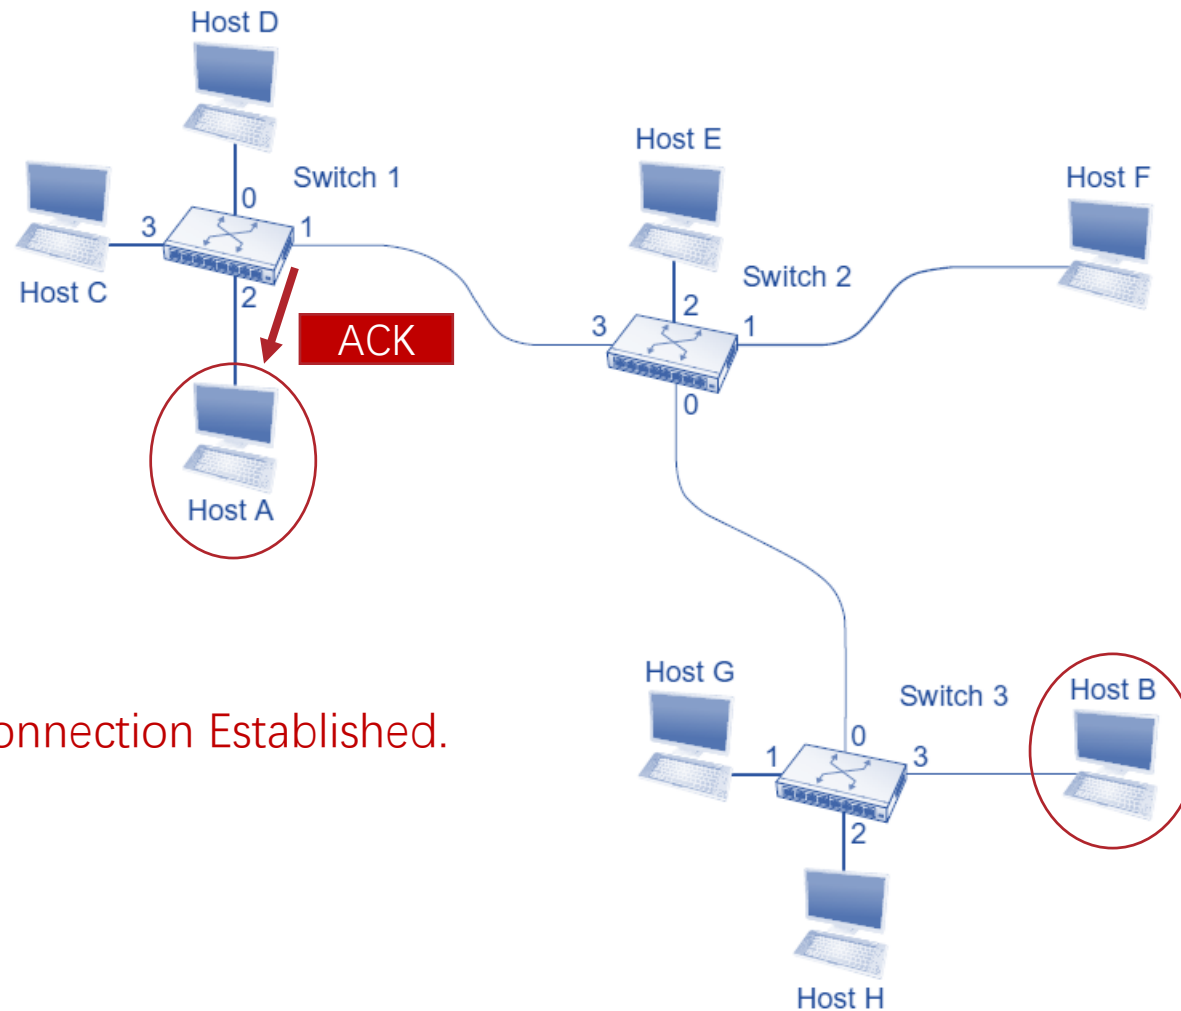 Host D
Host E
Host F
Switch 1
0
3
1
Host C
2
Switch 2
2
3
1
ACK
0
Host A
Host G
Switch 3
Host B
onnection Established.
0
1
3
2
Host H